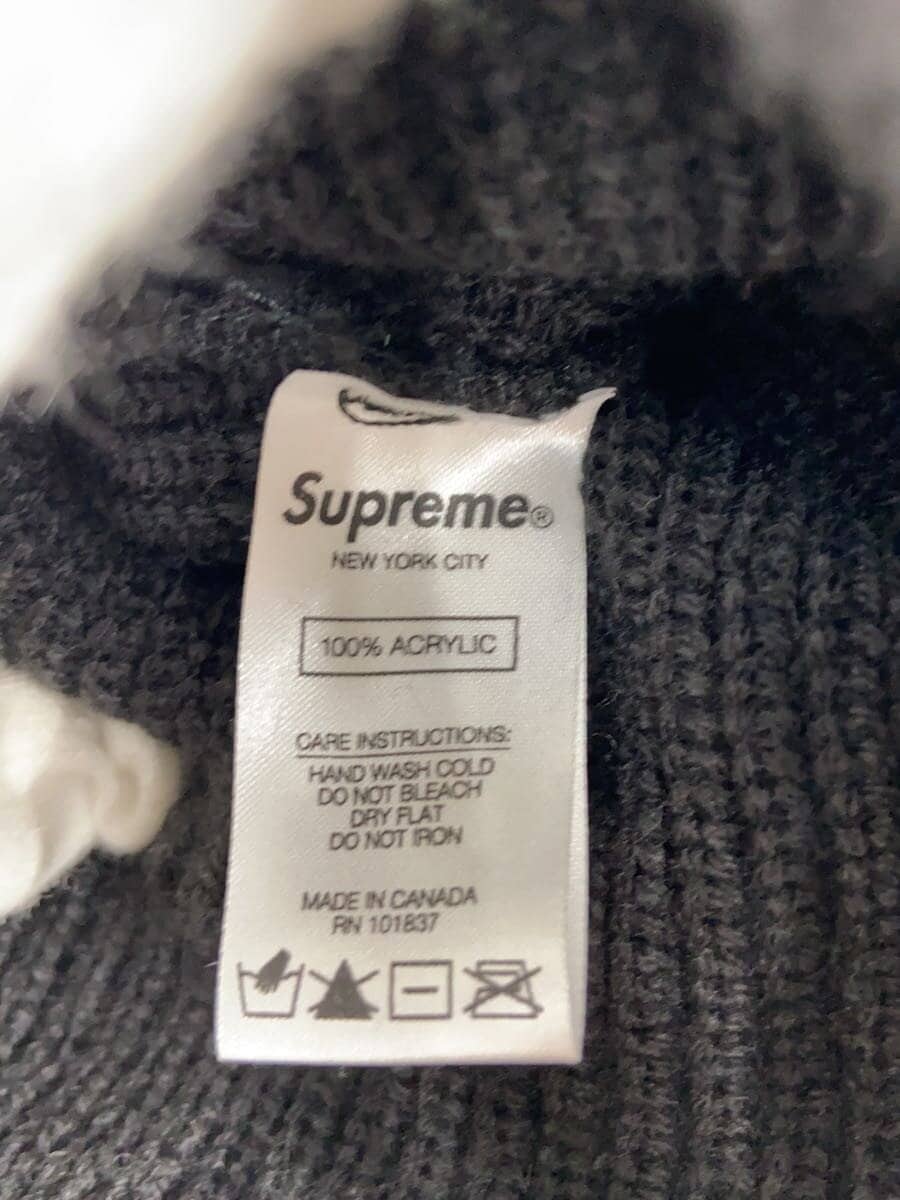 Supreme®
NEW YORK CITY
100% ACRYLIC
CARE INSTRUCTIONS:
HAND WASH COLD
DO NOT BLEACH
DRY FLAT
DO NOT IRON
MADE IN CANADA
RN 101837